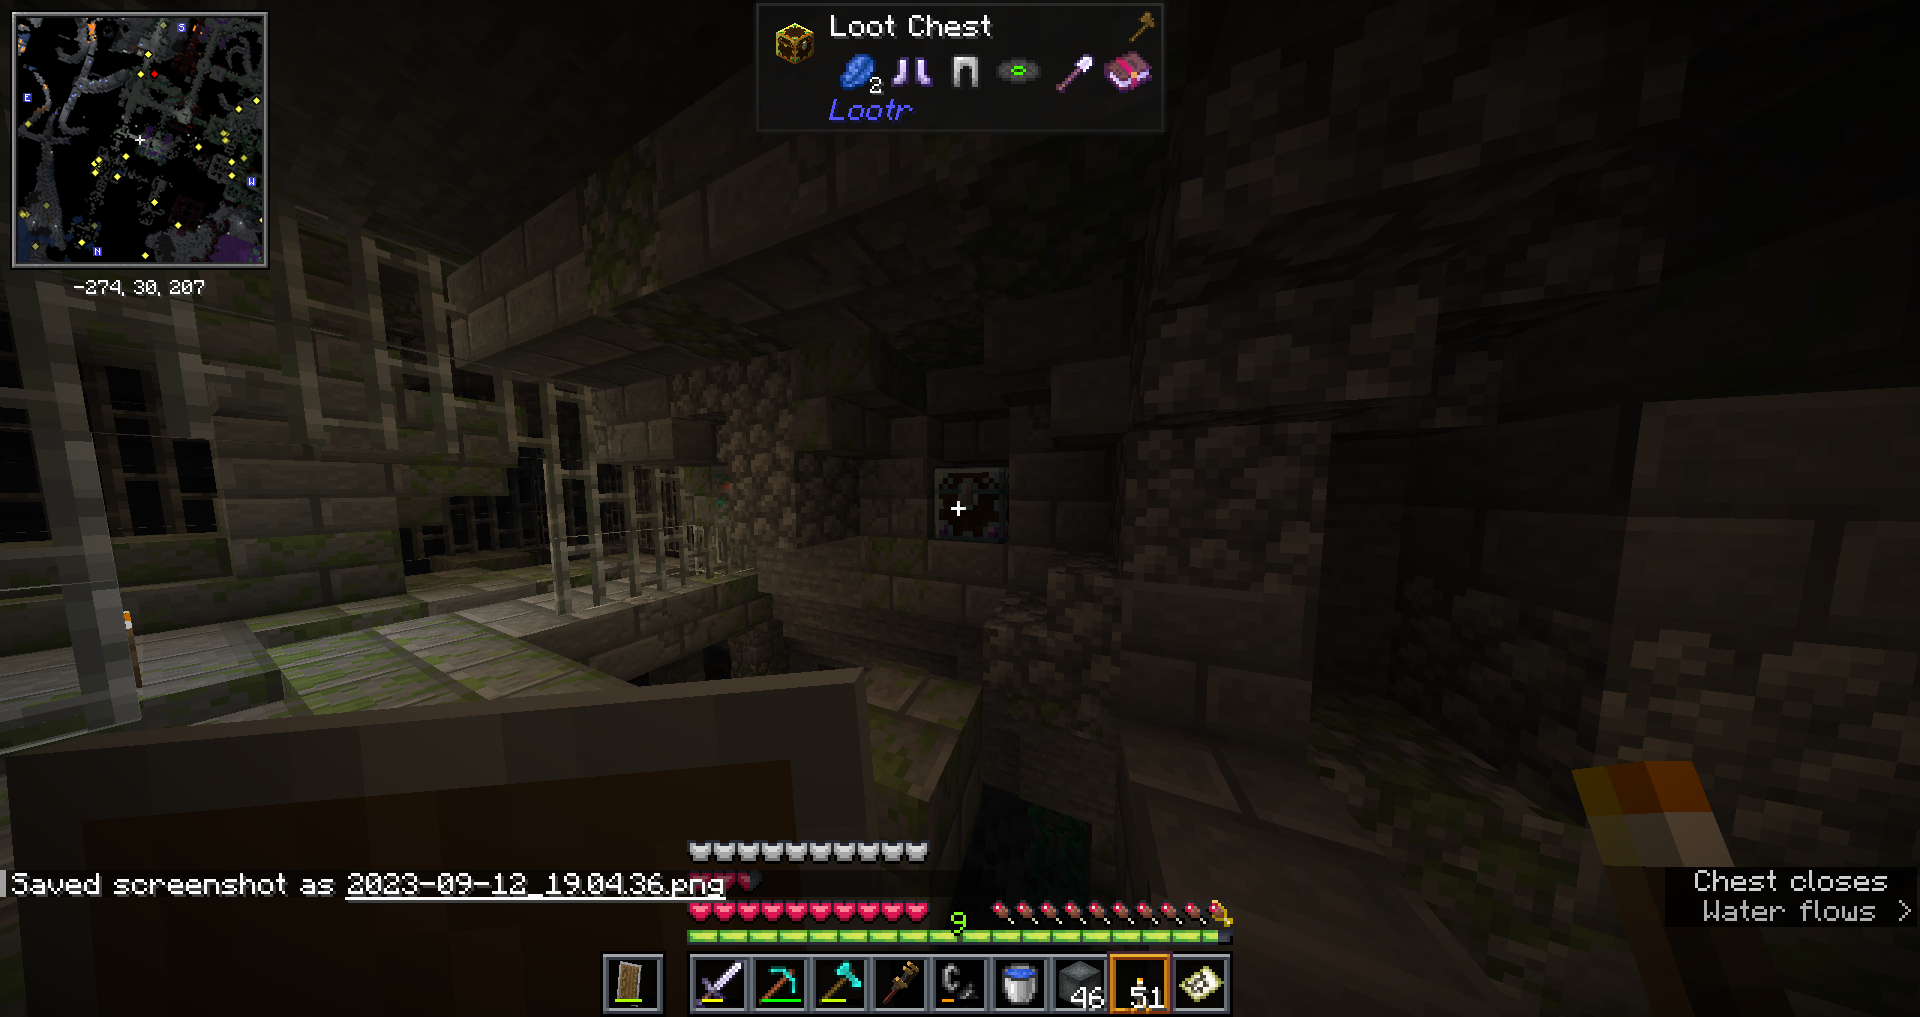 S
E
W
N
-274, 30, 207
Loot Chest
2
Lootr
Saved screenshot as 2023-09-12_19.04.36.png
Chest closes
Water flows >
9
46
51